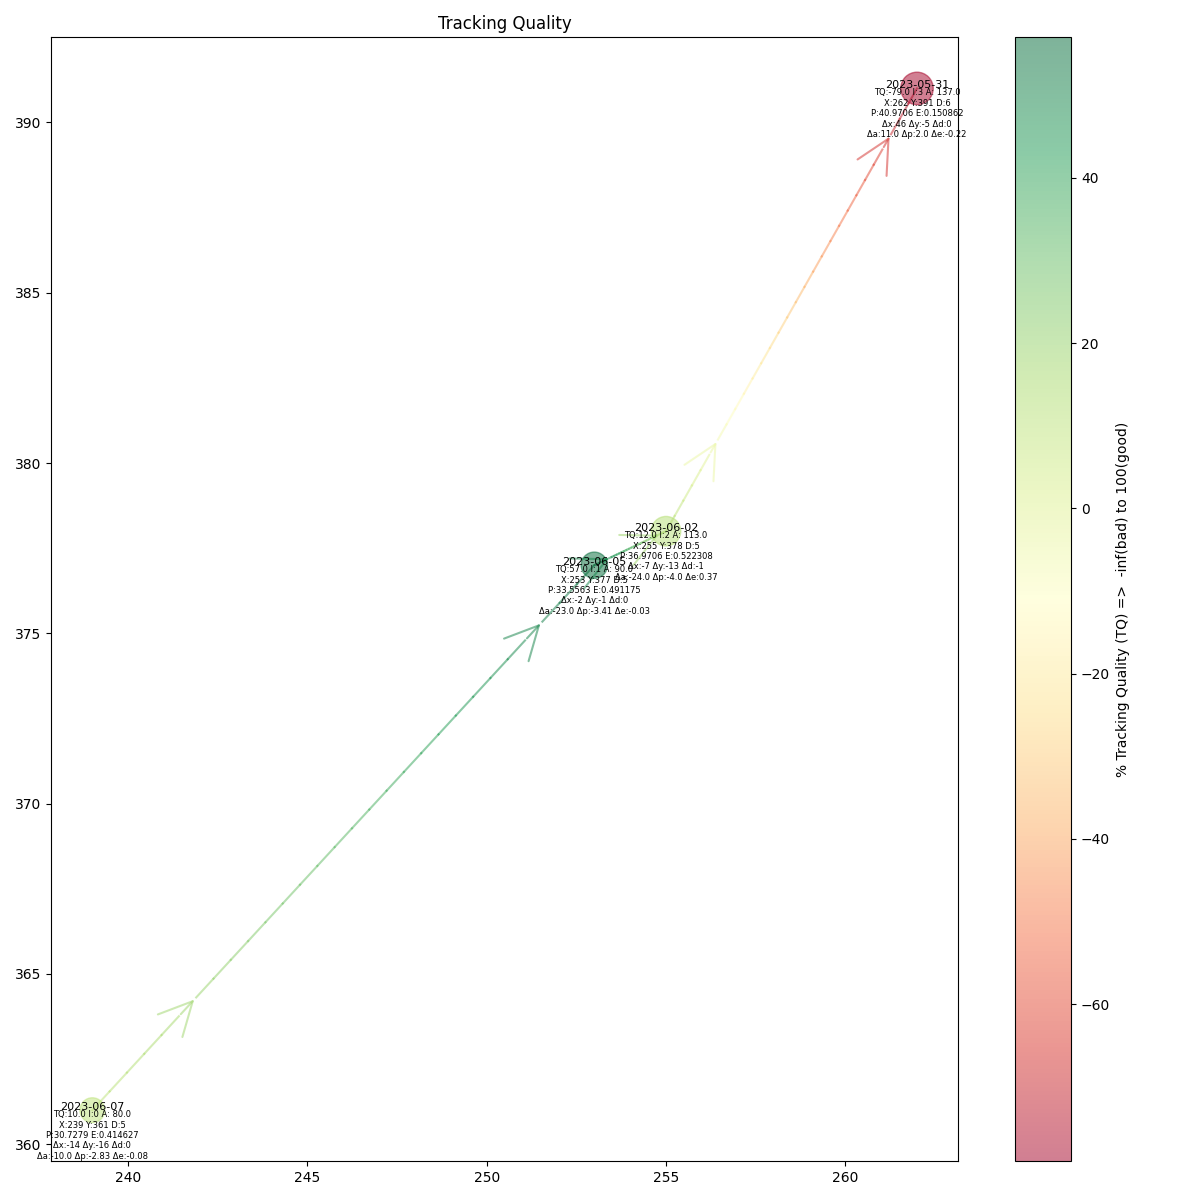 Tracking Quality
2023-05-31
TQ:-79.0 I:3 A: 137.0
X:262 Y:391 D:6
P:40.9706 E:0.150862
Δx:46 Δy:-5 Δd:0
Δa:11.0 Δp:2.0 Δe:-0.22
2023-06-02
TQ:12.0 I:2 A: 113.0
X:255 Y:378 D:5
P:36.9706 E:0.522308
Δx:-7 Δy:-13 Δd:-1
Δa:-24.0 Δp:-4.0 Δe:0.37
2023-06-05
TQ:57.0 I:1 A: 90.0
X:253 Y:377 D:5
P:33.5563 E:0.491175
Δx:-2 Δy:-1 Δd:0
Δa:-23.0 Δp:-3.41 Δe:-0.03
2023-06-07
TQ:10.0 I:0 A: 80.0
X:239 Y:361 D:5
P:30.7279 E:0.414627
Δx:-14 Δy:-16 Δd:0
Δa:-10.0 Δp:-2.83 Δe:-0.08
390
385
380
375
370
365
360
240
245
250
255
260
40
20
0
−20
−40
−60
% Tracking Quality (TQ) => -inf(bad) to 100(good)